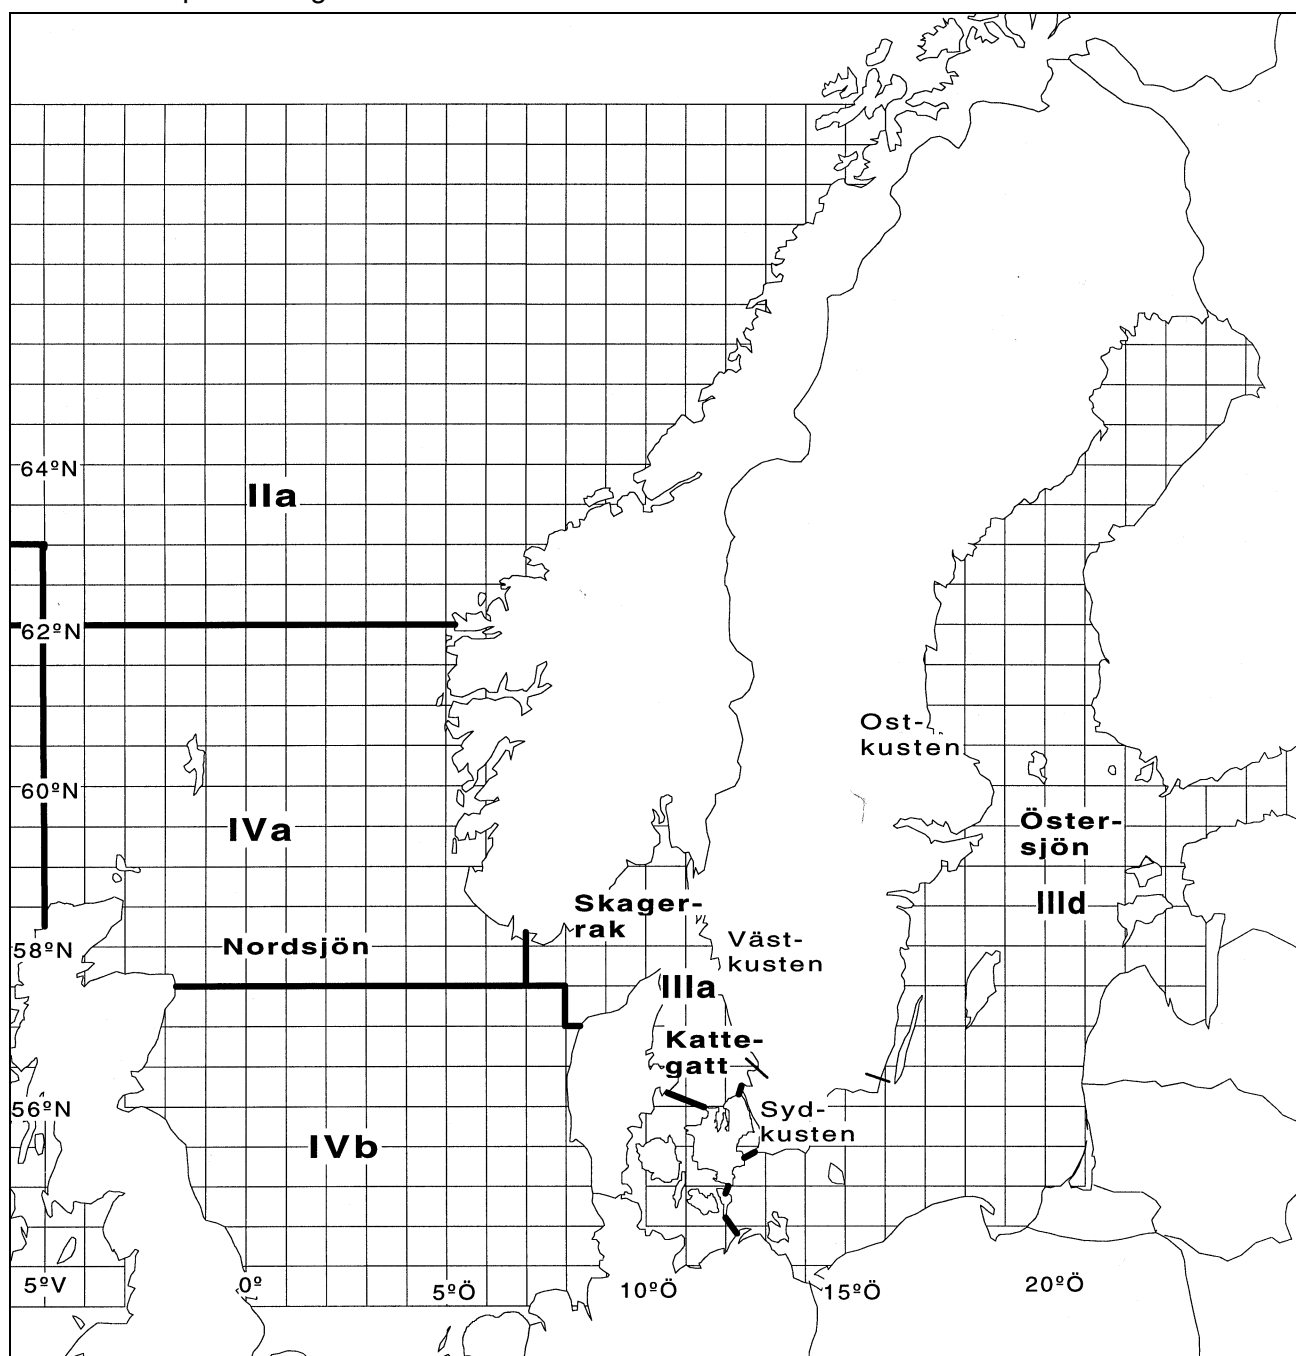 64ºN
IIa
62ºN
Ost-
kusten
60ºN
IVa
Öster-
sjön
IIId
Skager-
rak
58ºN
Nordsjön
Väst-
kusten
IIIa
Katte-
gatt
56ºN
IVb
Syd-
kusten
5ºV
0º
5ºÖ
10ºÖ
15ºÖ
20ºÖ